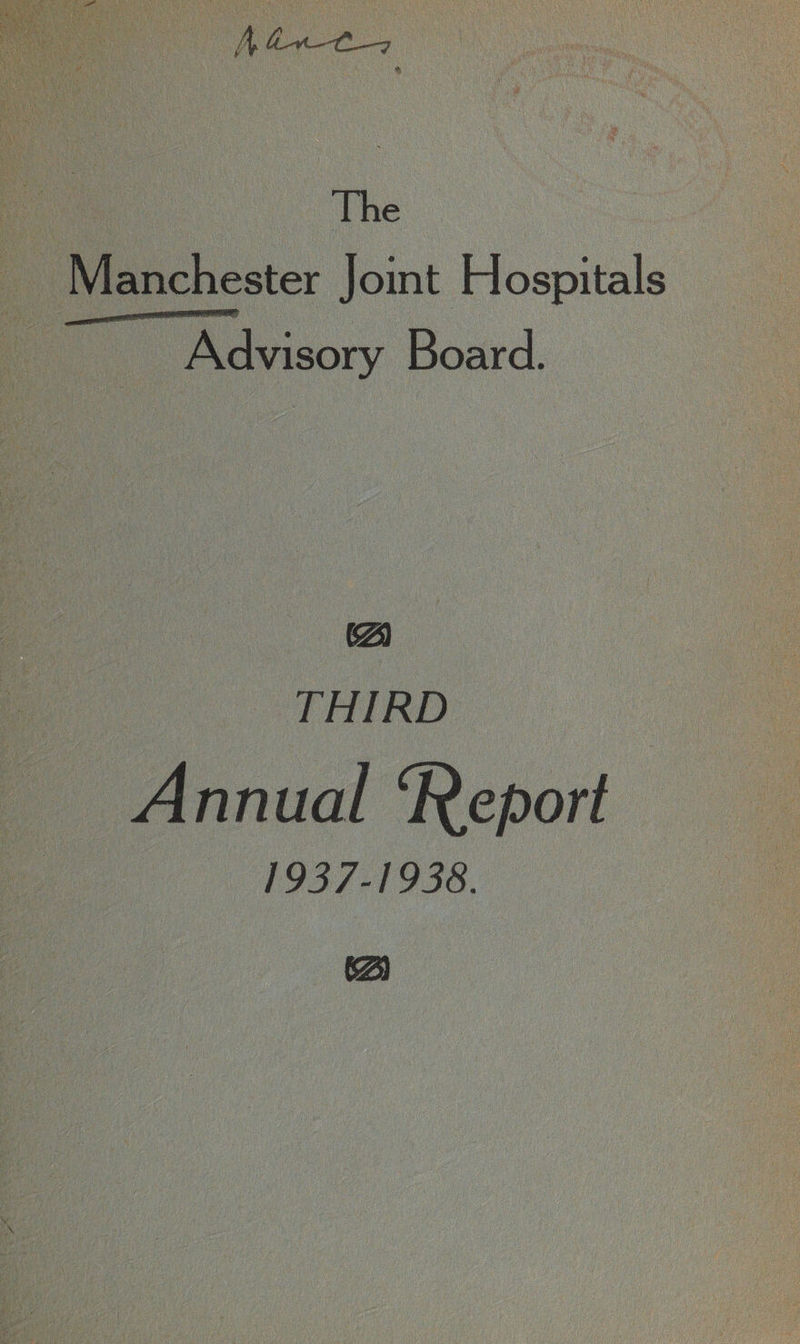 The
Manchester Joint Hospitals
Advisory Board.
THIRD
Annual Report
1937-1938.